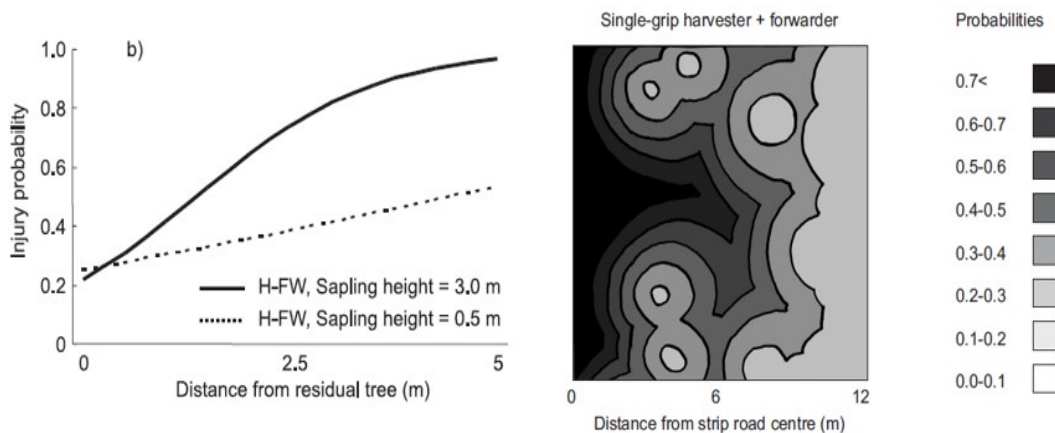 b)
1.0
0.8
0.6
0.4
0.2
0
Injury probability
H-FW, Sapling height = 3.0 m
H-FW, Sapling height = 0.5 m
0 2.5 5
Distance from residual tree (m)
Single-grip harvester + forwarder
0 6 12
Distance from strip road centre (m)
Probabilities
0.7<
0.6-0.7
0.5-0.6
0.4-0.5
0.3-0.4
0.2-0.3
0.1-0.2
0.0-0.1